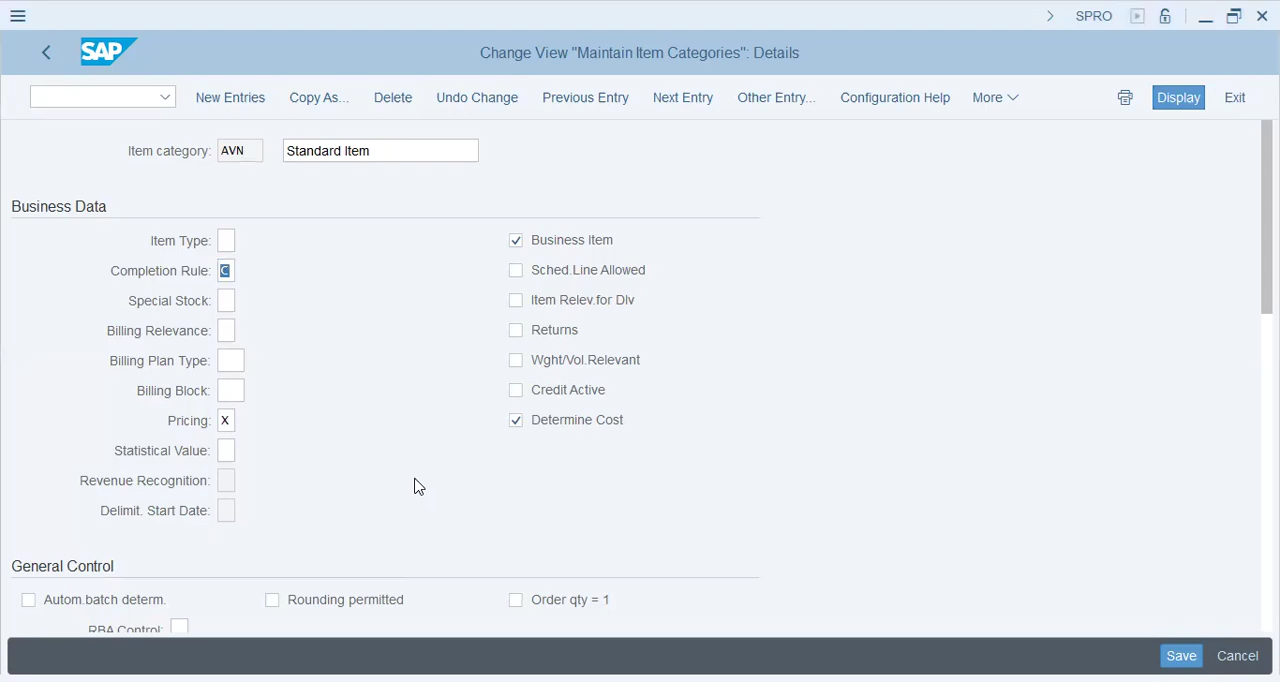 SPRO
SAP
Change View "Maintain Item Categories": Details
New Entries Copy As... Delete Undo Change Previous Entry Next Entry Other Entry... Configuration Help More Display Exit
Item category: AVN Standard Item
Business Data
Item Type:
Business Item
Completion Rule: C
Sched.Line Allowed
Special Stock:
Item Relev.for Dlv
Billing Relevance:
Returns
Billing Plan Type:
Wght/Vol.Relevant
Billing Block:
Credit Active
Pricing: X
Determine Cost
Statistical Value:
Revenue Recognition:
Delimit. Start Date:
General Control
Autom.batch determ. Rounding permitted Order qty = 1
RBA Control:
Save Cancel